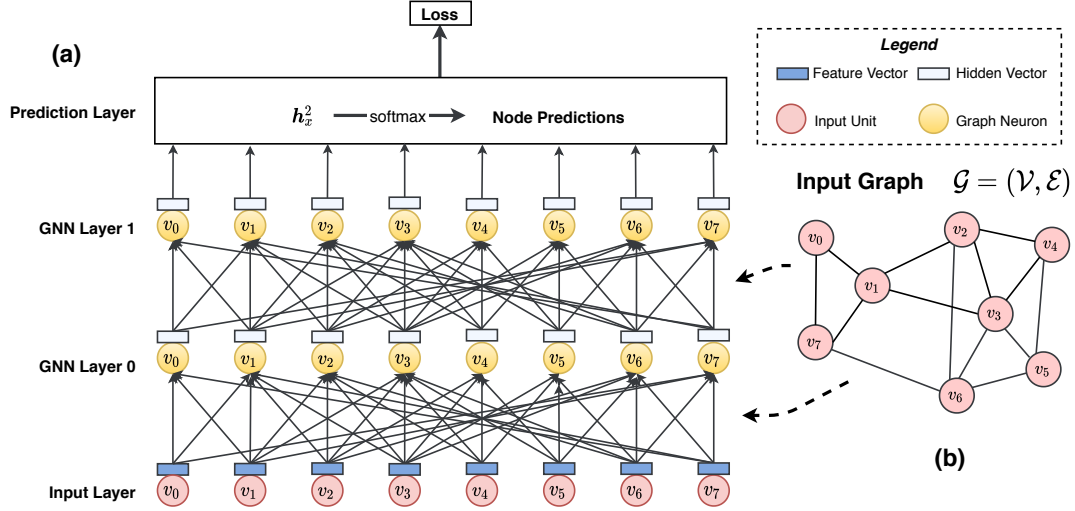 Loss
(a)
Legend
Feature Vector
Hidden Vector
Input Unit
Graph Neuron
Prediction Layer
h_x^2 softmax Node Predictions
Input Graph G = (V, E)
GNN Layer 1
v0 v1 v2 v3 v4 v5 v6 v7
GNN Layer 0
v0 v1 v2 v3 v4 v5 v6 v7
Input Layer
v0 v1 v2 v3 v4 v5 v6 v7
v0
v2
v4
v1
v3
v7
v5
v6
(b)